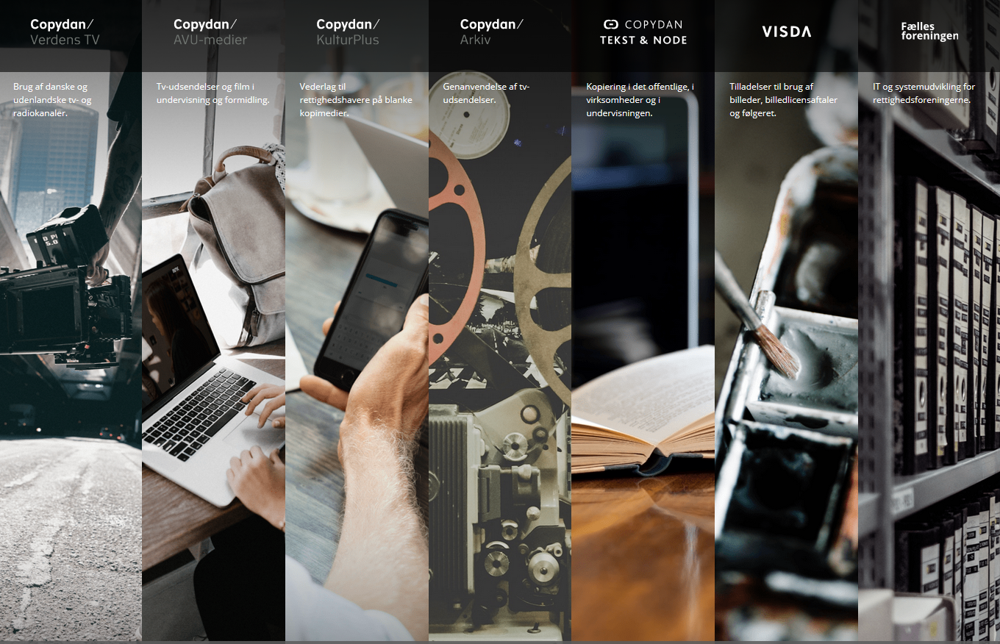 Copydan/
Verdens TV
Brug af danske og
udenlandske tv- og
radiokanaler.
Copydan/
AVU-medier
Tv-udsendelser og film i
undervisning og formidling.
Copydan/
KulturPlus
Vederlag til
rettighedshavere på blanke
kopimedier.
Copydan/
Arkiv
Genanvendelse af tv-
udsendelser.
COPYDAN
TEKST & NODE
Kopiering i det offentlige, i
virksomheder og i
undervisningen.
VISDA
Tilladelser til brug af
billeder, billedlicensaftaler
og følgeret.
Fælles
foreningen
IT og systemudvikling for
rettighedsforeningerne.